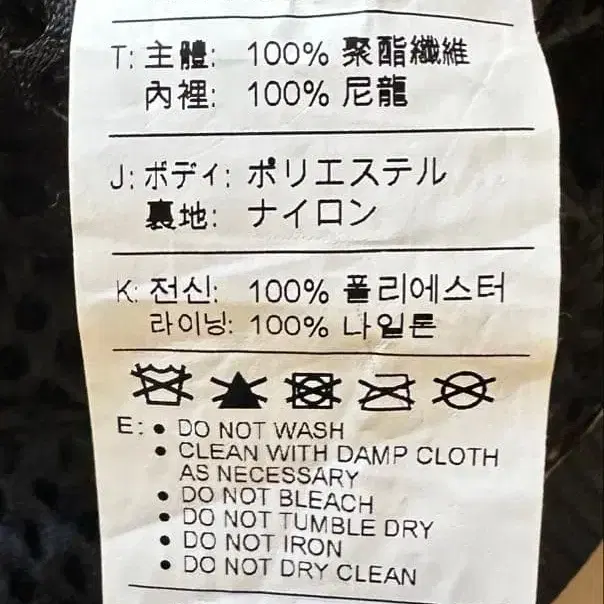 T: 主體: 100% 聚酯纖維
內裡: 100% 尼龍
J: ボディ: ポリエステル
裏地: ナイロン
K: 전신: 100% 폴리에스터
라이닝: 100% 나일론
E: • DO NOT WASH
• CLEAN WITH DAMP CLOTH
AS NECESSARY
• DO NOT BLEACH
• DO NOT TUMBLE DRY
• DO NOT IRON
• DO NOT DRY CLEAN